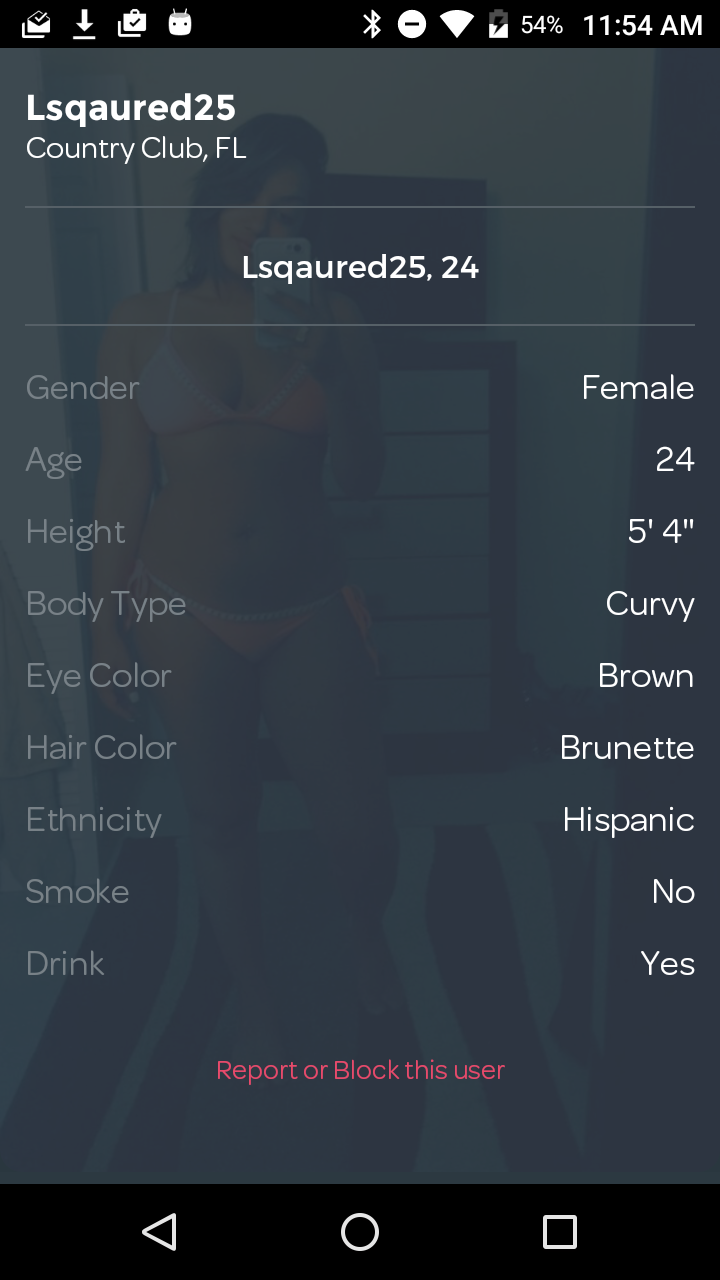 54% 11:54 AM
Lsqaured25
Country Club, FL
Lsqaured25, 24
Gender Female
Age 24
Height 5' 4"
Body Type Curvy
Eye Color Brown
Hair Color Brunette
Ethnicity Hispanic
Smoke No
Drink Yes
Report or Block this user